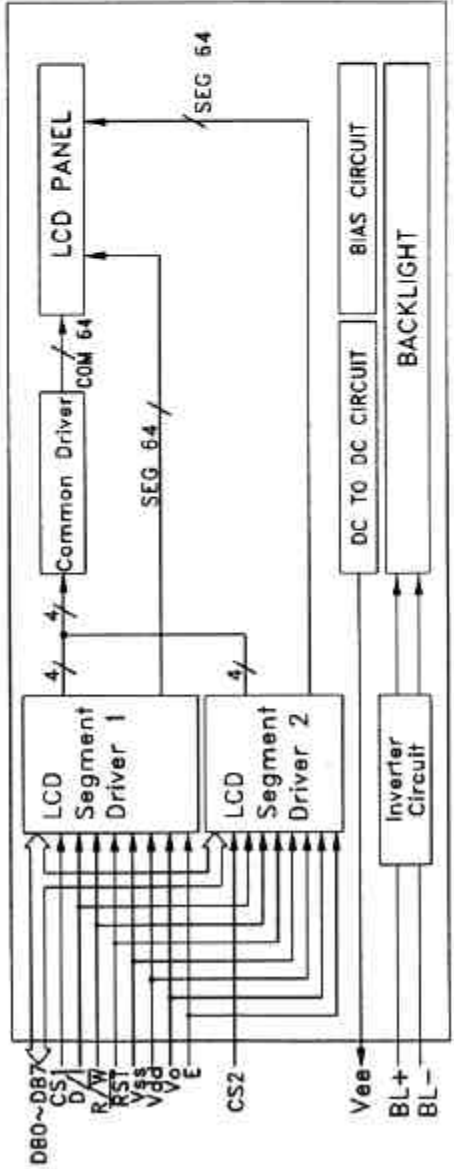 DB0~DB7
CS1
D/I
R/W
RST
Vss
Vdd
Vo
E
CS2
Vee
BL+
BL-
LCD
Segment
Driver 1
LCD
Segment
Driver 2
Inverter
Circuit
4
4
4
Common Driver
COM 64
LCD PANEL
SEG 64
SEG 64
DC TO DC CIRCUIT
BIAS CIRCUIT
BACKLIGHT